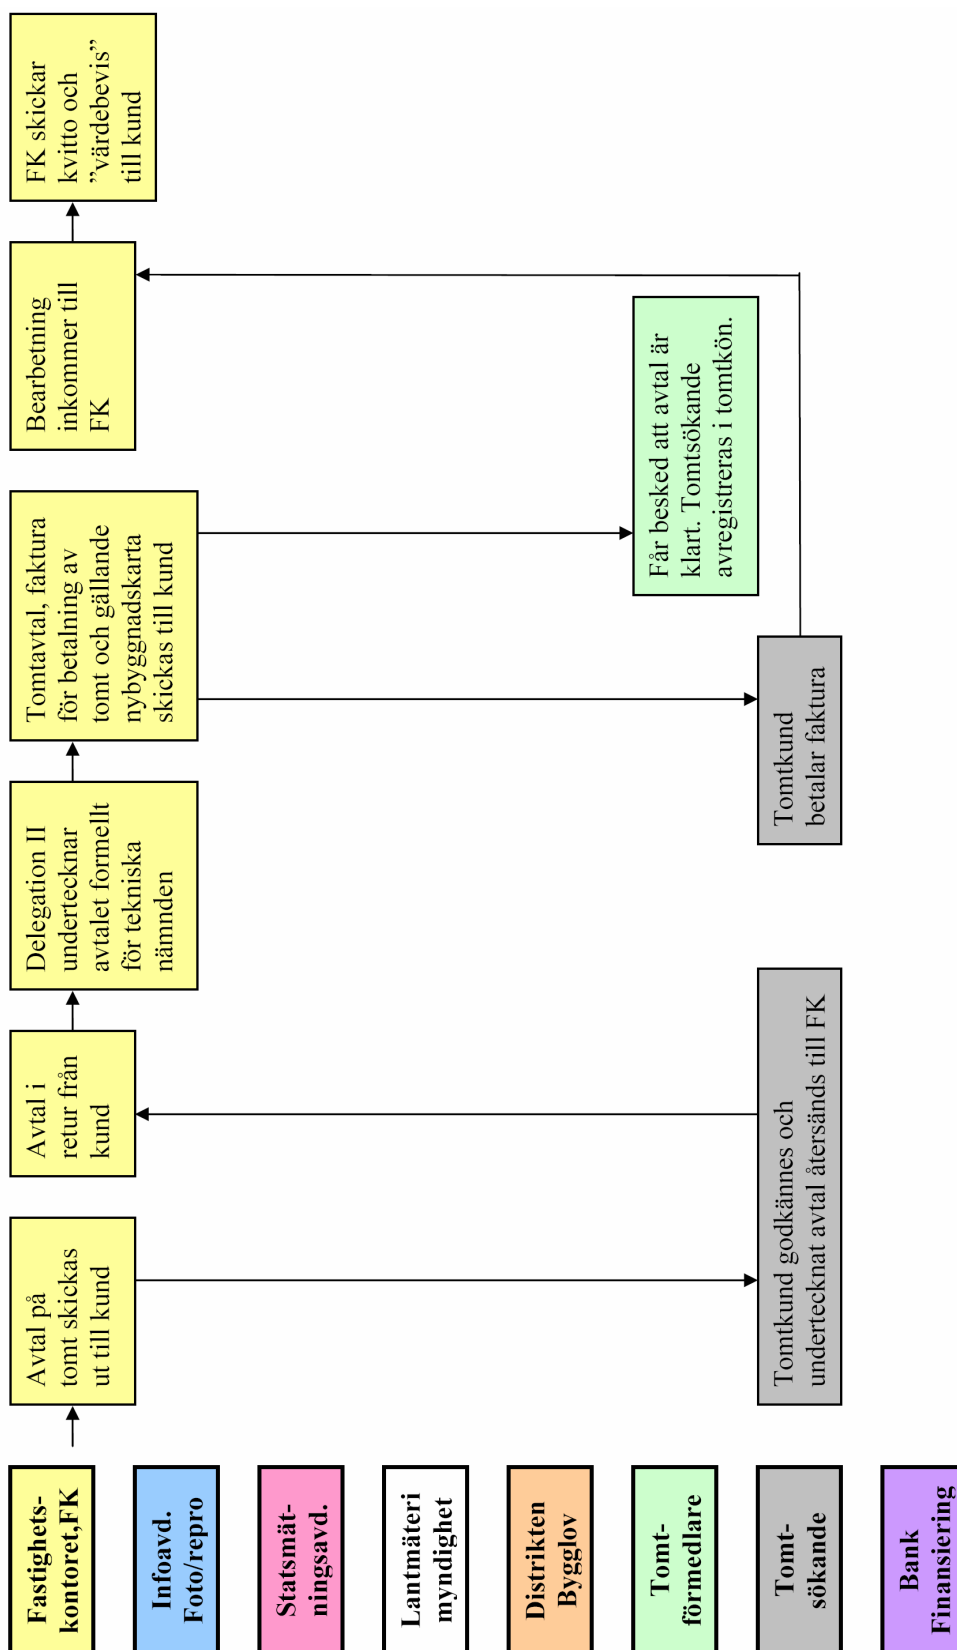 Fastighets-
kontoret,FK
Avtal på
tomt skickas
ut till kund
Avtal i
retur från
kund
Delegation II
undertecknar
avtalet formellt
för tekniska
nämnden
Tomtavtal, faktura
för betalning av
tomt och gällande
nybyggnadskarta
skickas till kund
Bearbetning
inkommer till
FK
FK skickar
kvitto och
”värdebevis”
till kund
Infoavd.
Foto/repro
Statsmät-
ningsavd.
Lantmäteri
myndighet
Distrikten
Bygglov
Tomt-
förmedlare
Får besked att avtal är
klart. Tomtsökande
avregistreras i tomtkön.
Tomt-
sökande
Tomtkund godkännes och
undertecknat avtal återsänds till FK
Tomtkund
betalar faktura
Bank
Finansiering